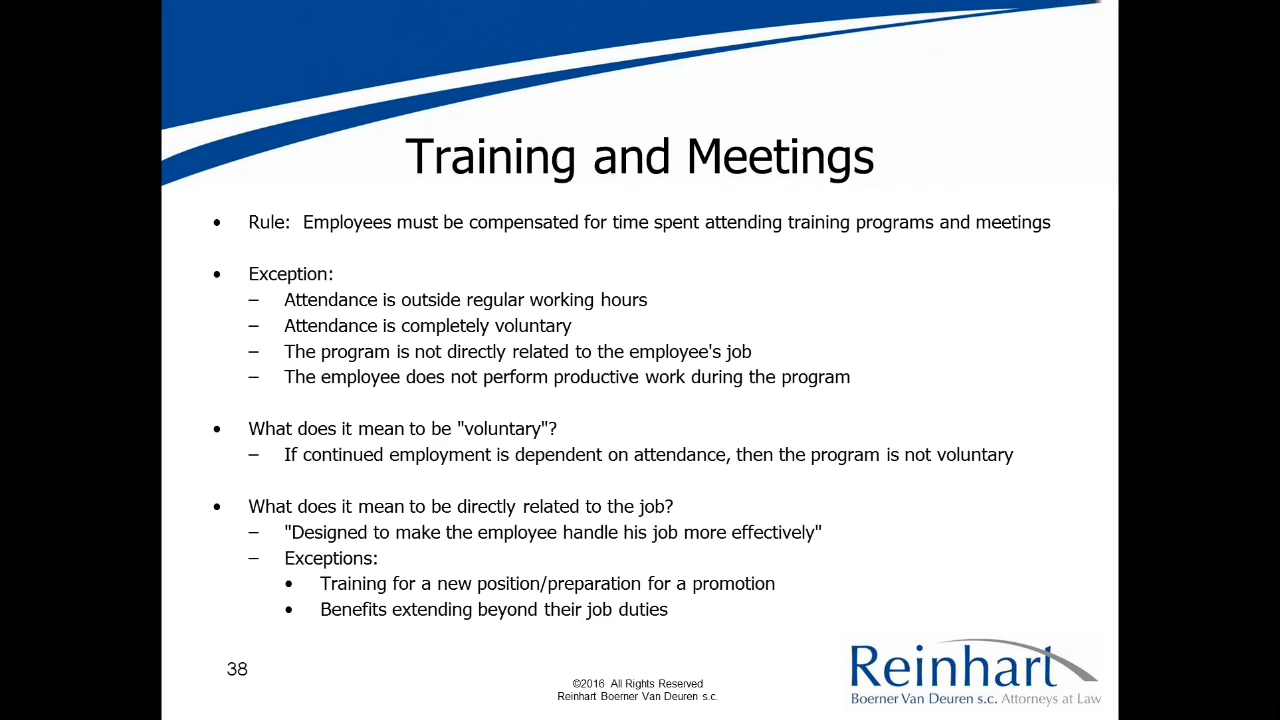 Training and Meetings
• Rule: Employees must be compensated for time spent attending training programs and meetings
• Exception:
– Attendance is outside regular working hours
– Attendance is completely voluntary
– The program is not directly related to the employee's job
– The employee does not perform productive work during the program
• What does it mean to be "voluntary"?
– If continued employment is dependent on attendance, then the program is not voluntary
• What does it mean to be directly related to the job?
– "Designed to make the employee handle his job more effectively"
– Exceptions:
• Training for a new position/preparation for a promotion
• Benefits extending beyond their job duties
38
©2016 All Rights Reserved
Reinhart Boerner Van Deuren s.c.
Reinhart
Boerner Van Deuren s.c. Attorneys at Law